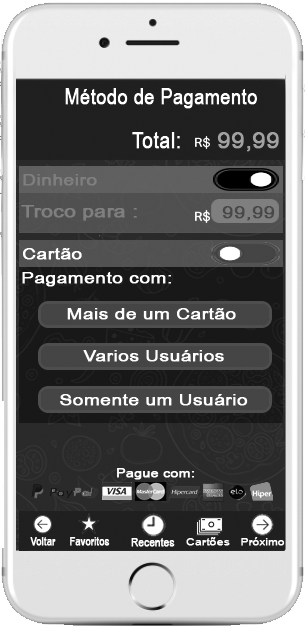 Método de Pagamento
Total: R$ 99,99
Dinheiro
Troco para : R$ 99,99
Cartão
Pagamento com:
Mais de um Cartão
Varios Usuários
Somente um Usuário
Pague com:
VISA MasterCard Hipercard elo Hiper
Voltar Favoritos Recentes Cartões Próximo